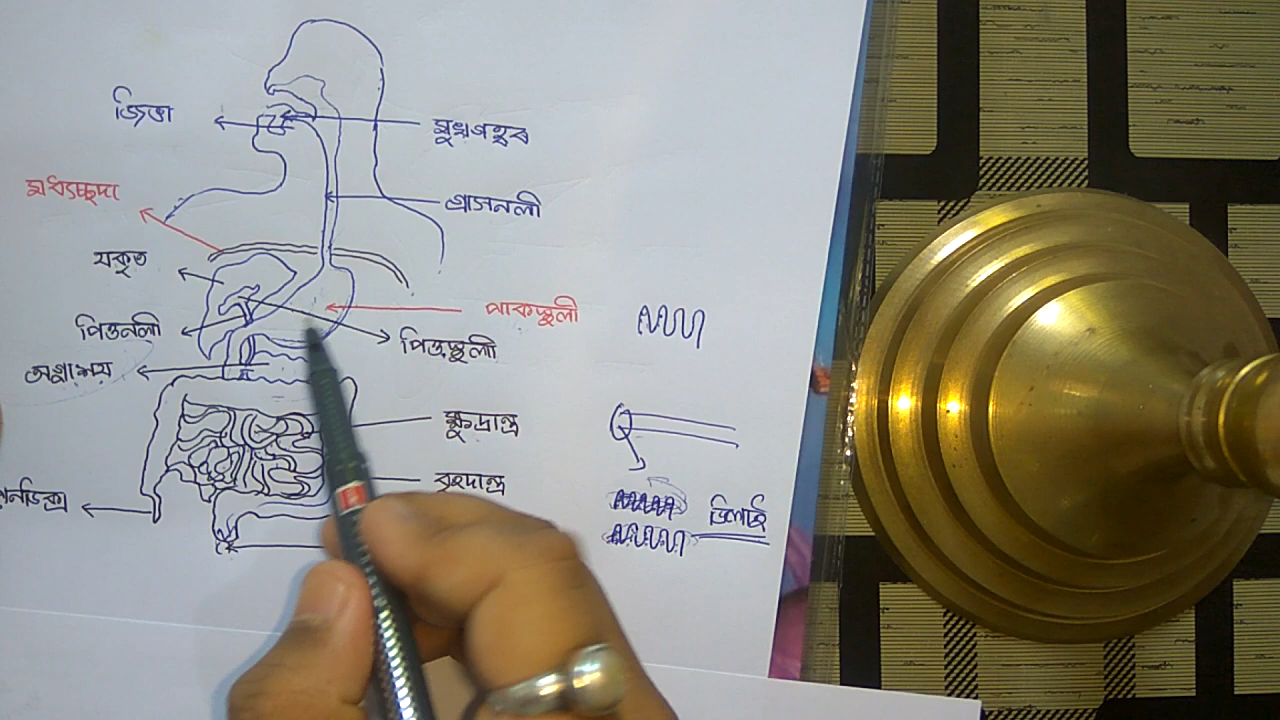 জিভা
মুখগহ্বৰ
মধ্যচ্ছদা
গ্ৰাসনলী
যকৃত
পাকস্থলী
পিত্তনলী
পিত্তস্থলী
অগ্নাশয়
ক্ষুদ্ৰান্ত্ৰ
বৃহদান্ত্ৰ
ভিলাই